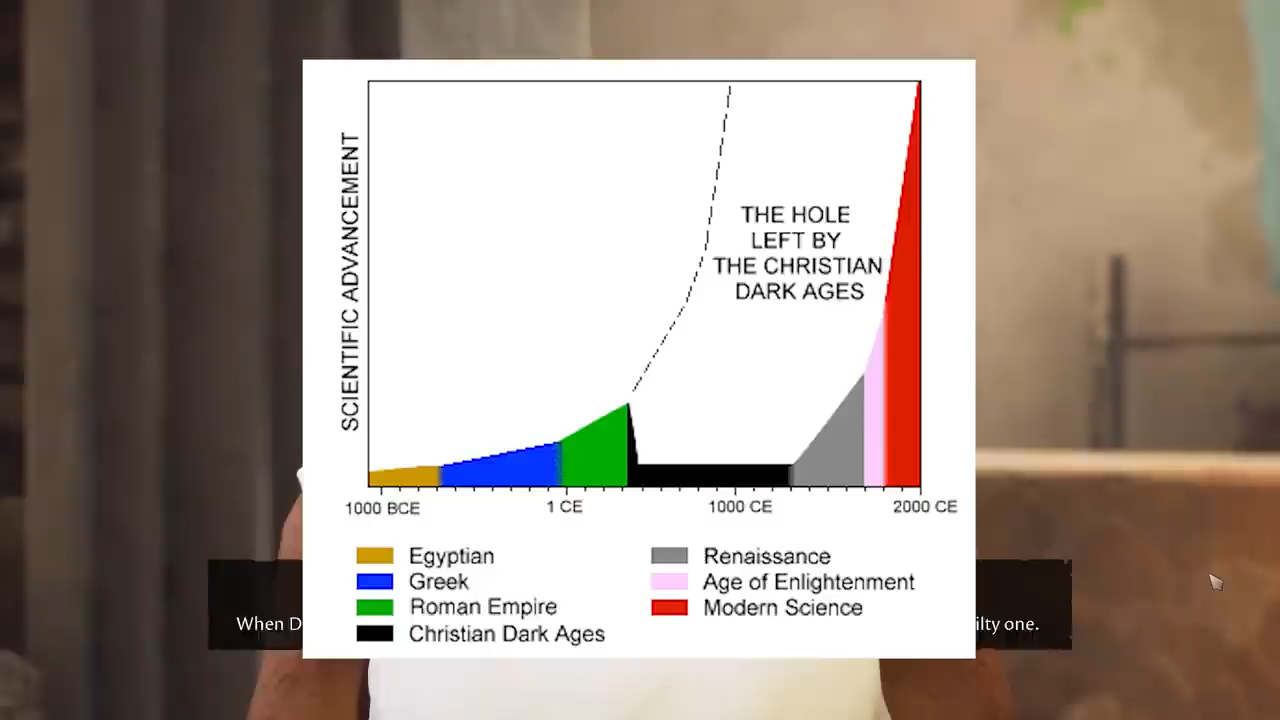 SCIENTIFIC ADVANCEMENT
THE HOLE
LEFT BY
THE CHRISTIAN
DARK AGES
1000 BCE 1 CE 1000 CE 2000 CE
Egyptian
Greek
Roman Empire
Christian Dark Ages
Renaissance
Age of Enlightenment
Modern Science
When D
ilty one.